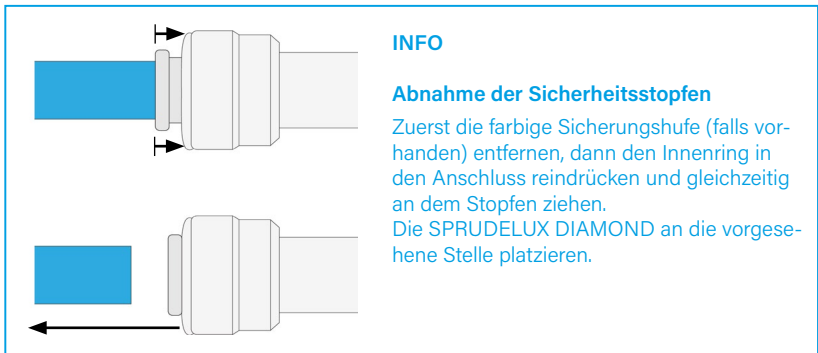 INFO
Abnahme der Sicherheitsstopfen
Zuerst die farbige Sicherungshufe (falls vor-
handen) entfernen, dann den Innenring in
den Anschluss reindrücken und gleichzeitig
an dem Stopfen ziehen.
Die SPRUDELUX DIAMOND an die vorgese-
hene Stelle platzieren.